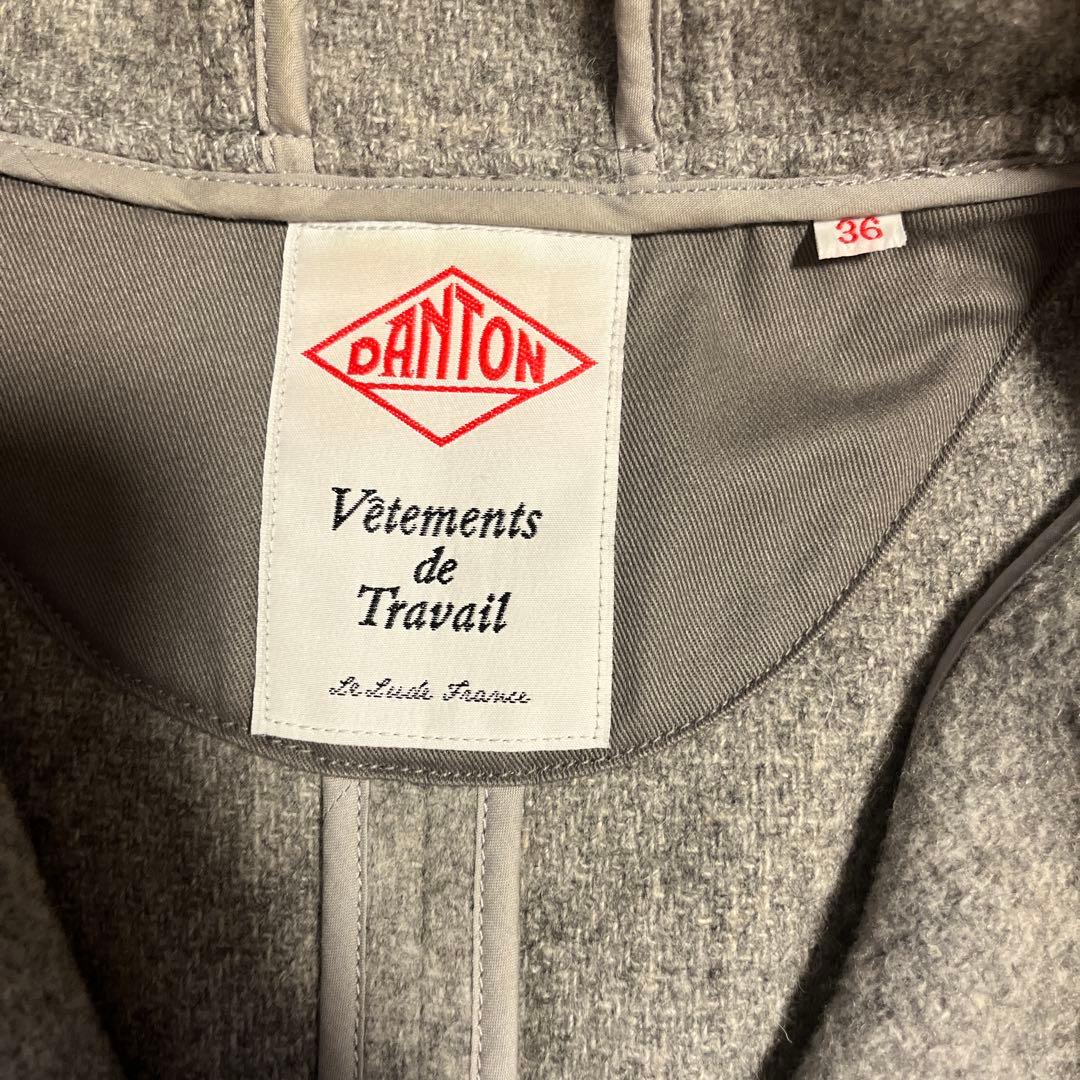 DANTON
36
Vêtements
de
Travail
Le Lude France